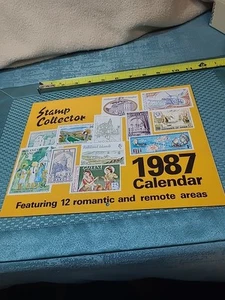 Stamp
Collector
1987
Calendar
Featuring 12 romantic and remote areas